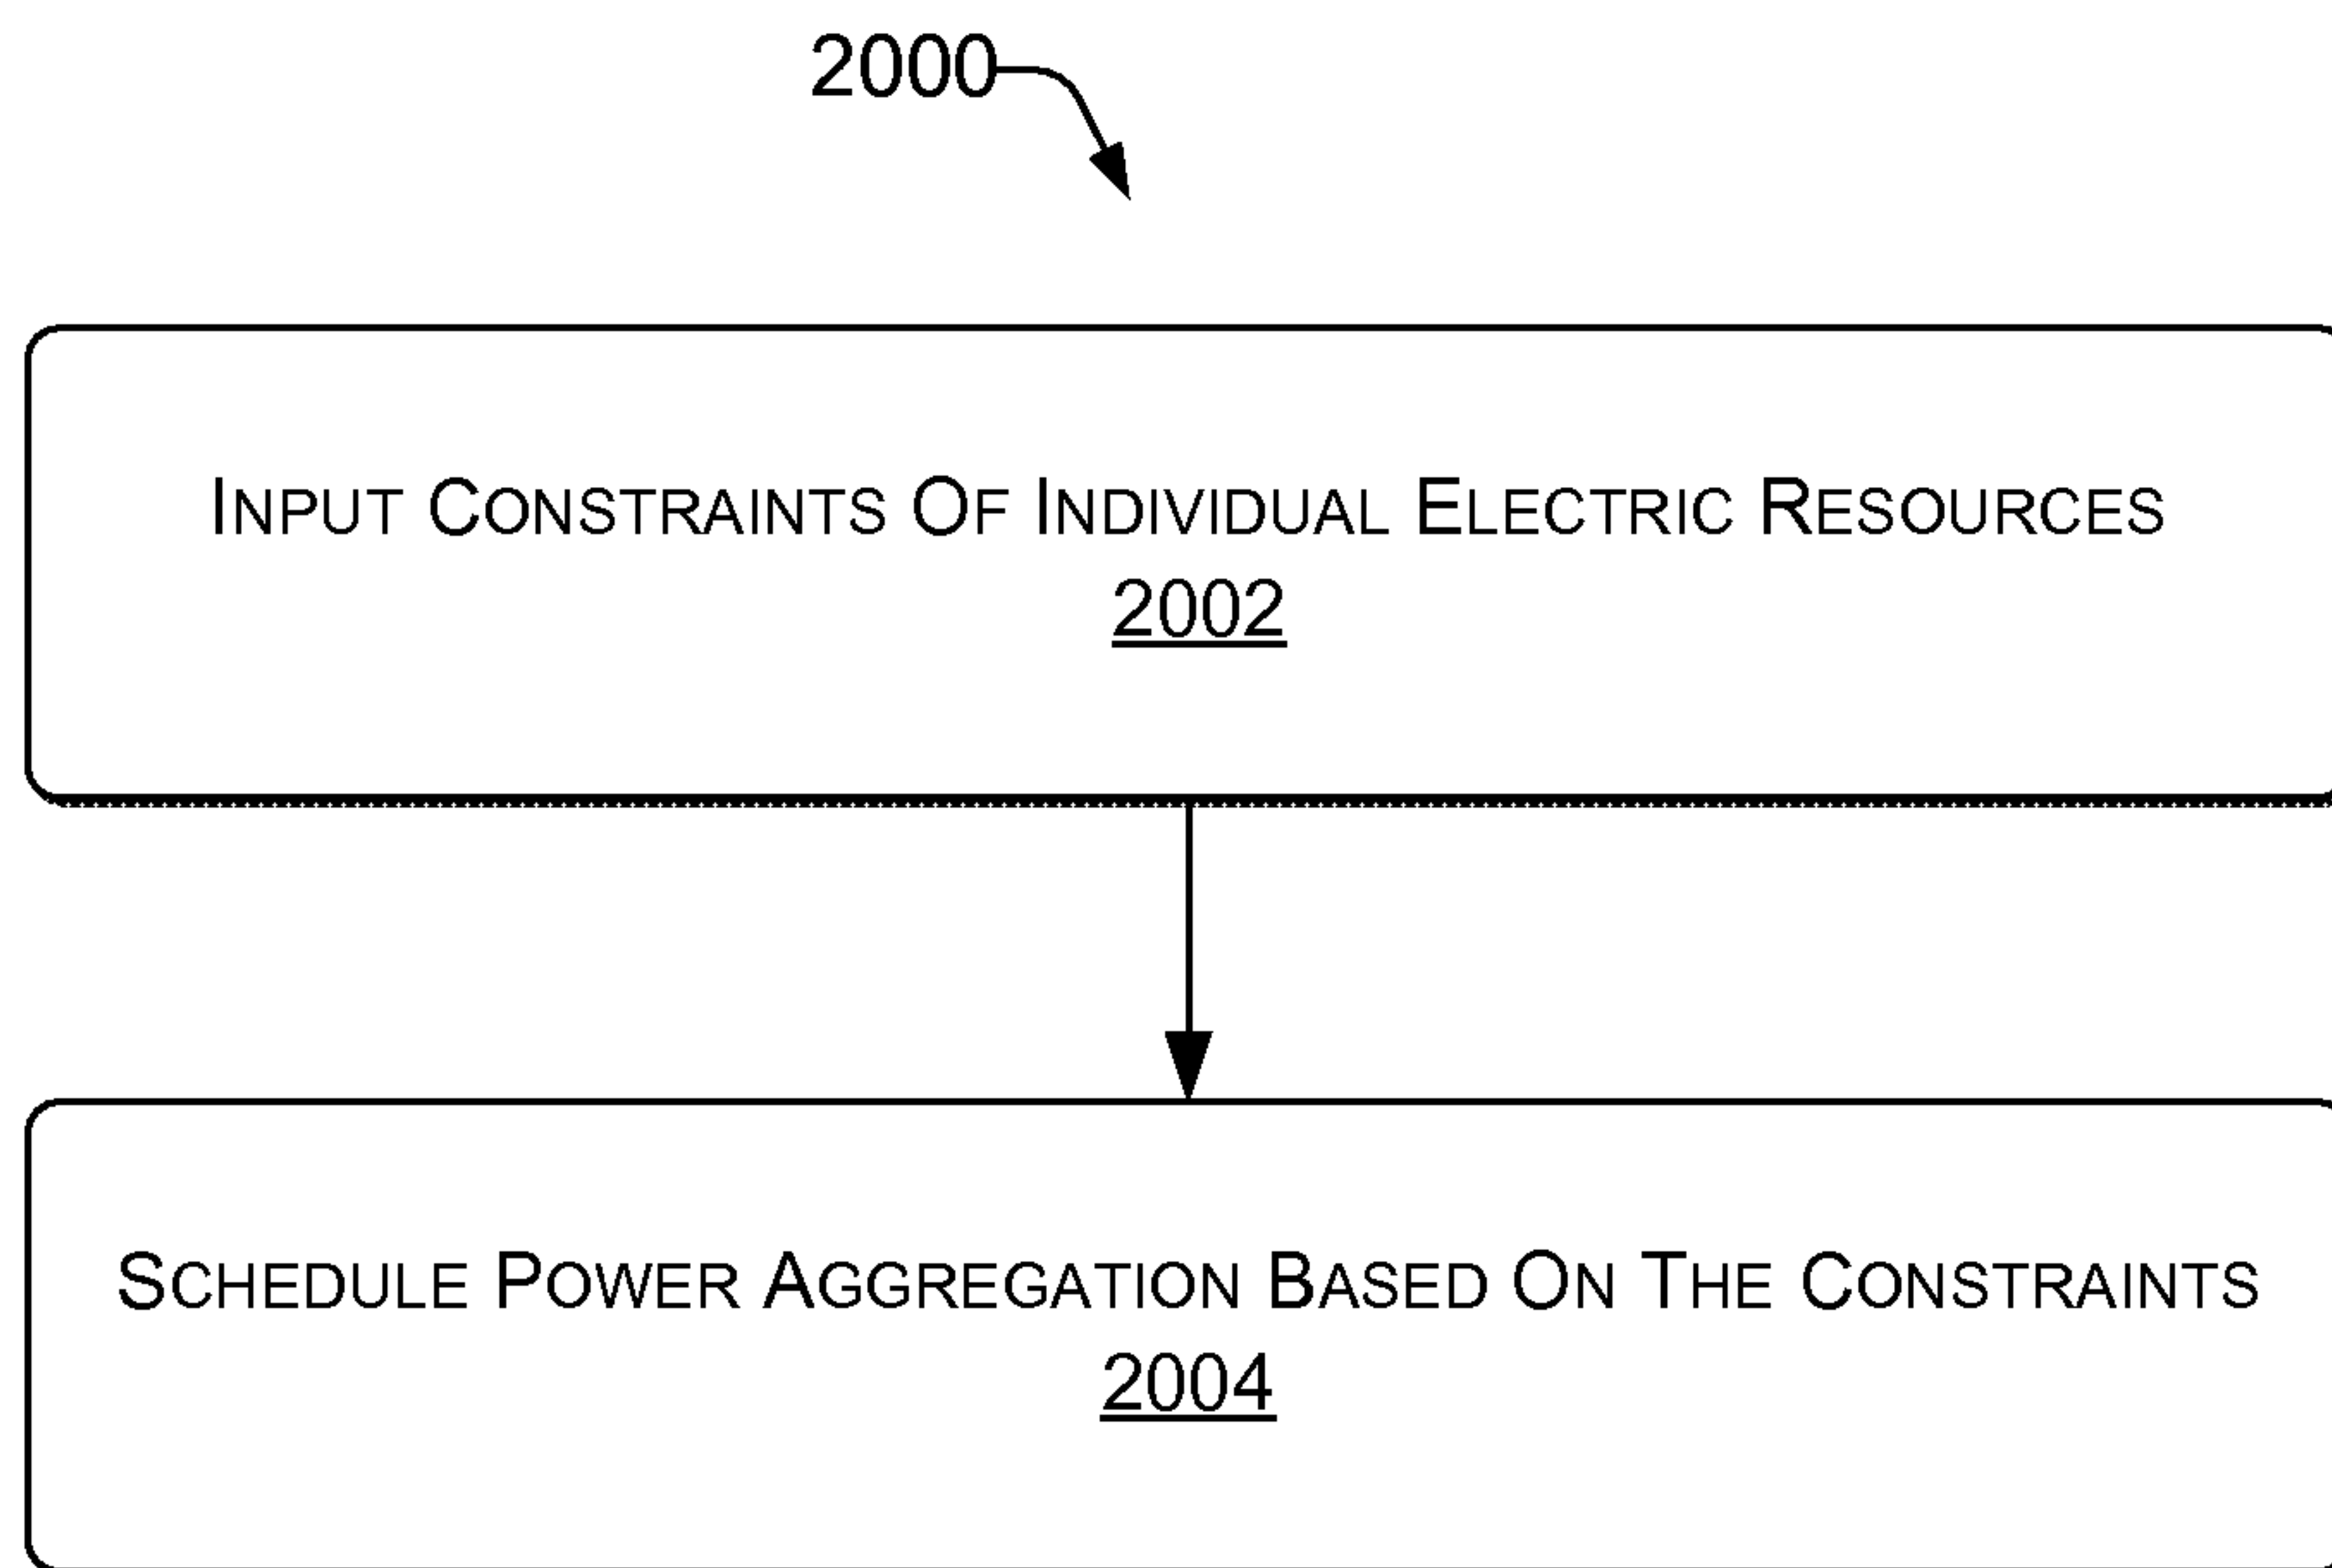 2000
Input Constraints Of Individual Electric Resources
2002
Schedule Power Aggregation Based On The Constraints
2004